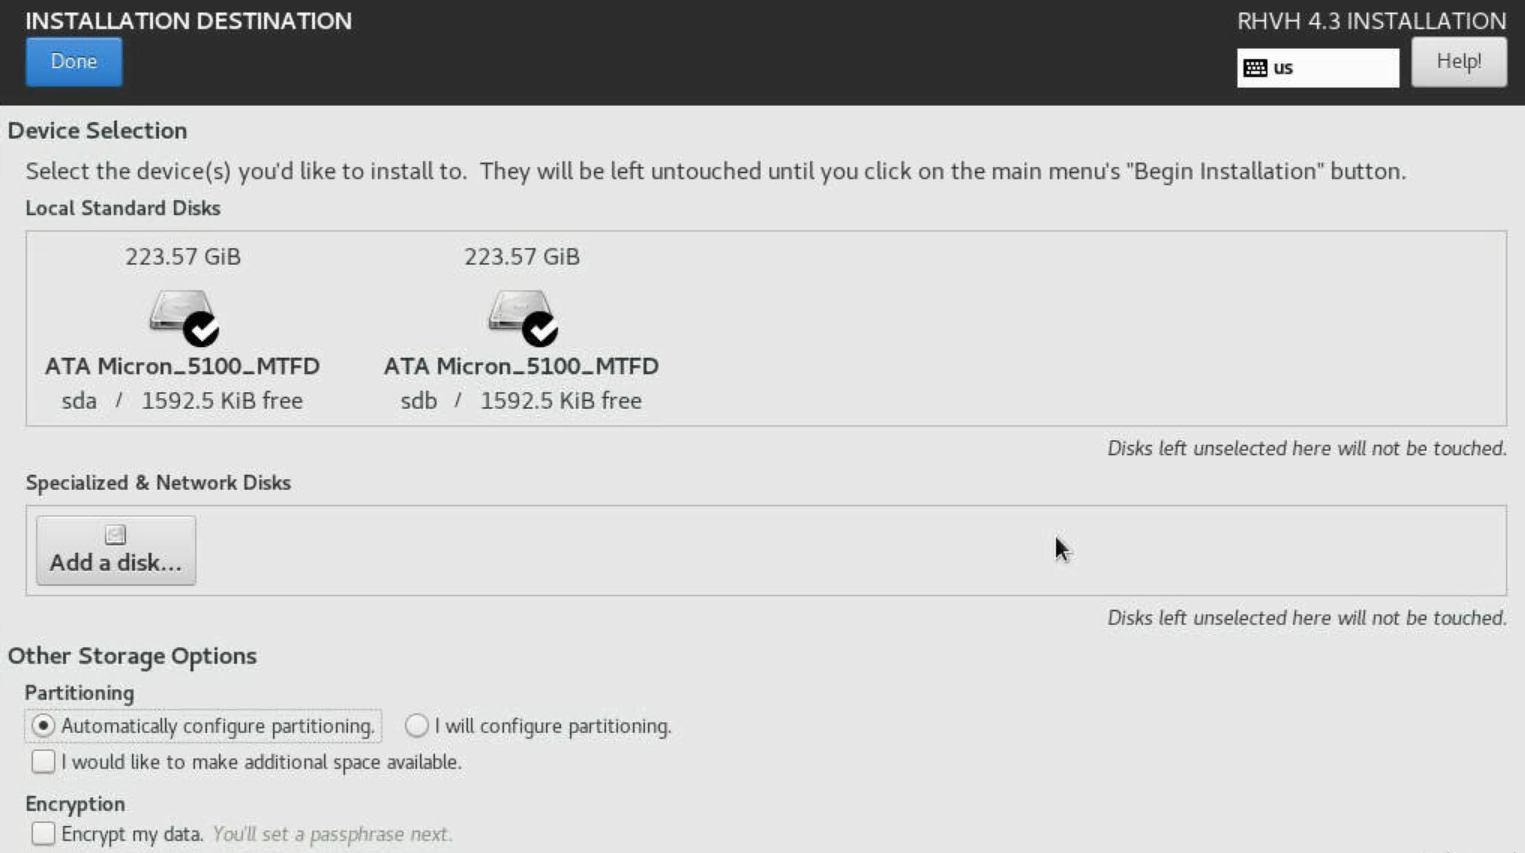 INSTALLATION DESTINATION
RHVH 4.3 INSTALLATION
Done
us
Help!
Device Selection
Select the device(s) you'd like to install to.  They will be left untouched until you click on the main menu's "Begin Installation" button.
Local Standard Disks
223.57 GiB
223.57 GiB
ATA Micron_5100_MTFD
ATA Micron_5100_MTFD
sda / 1592.5 KiB free
sdb / 1592.5 KiB free
Disks left unselected here will not be touched.
Specialized & Network Disks
Add a disk...
Disks left unselected here will not be touched.
Other Storage Options
Partitioning
Automatically configure partitioning. I will configure partitioning.
I would like to make additional space available.
Encryption
Encrypt my data. You'll set a passphrase next.